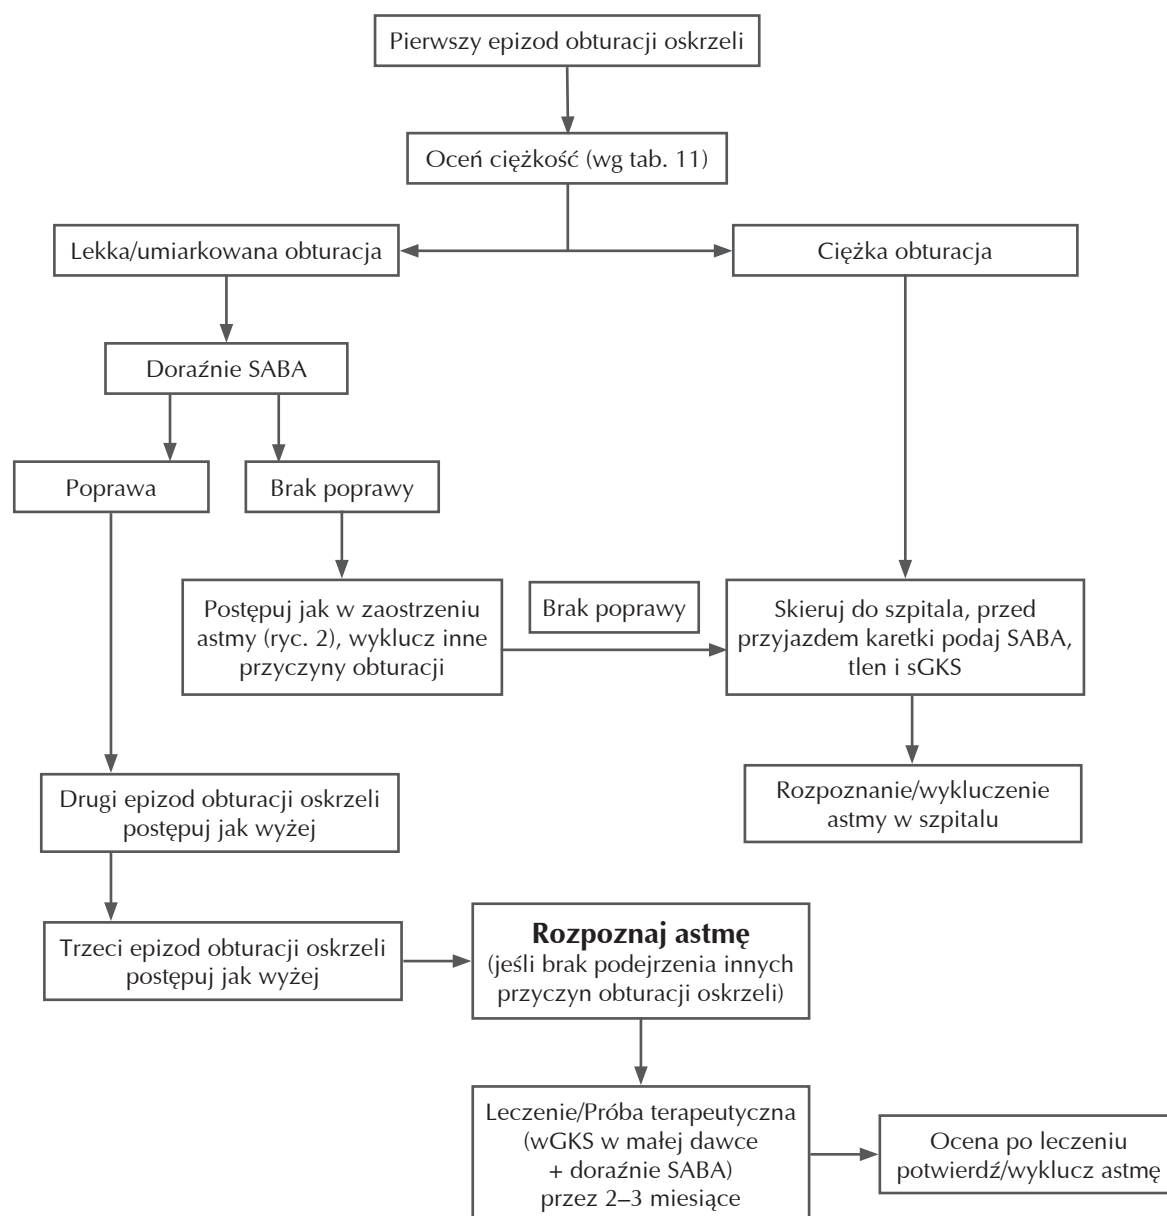 Pierwszy epizod obturacji oskrzeli
Oceń ciężkość (wg tab. 11)
Lekka/umiarkowana obturacja
Ciężka obturacja
Doraźnie SABA
Poprawa
Brak poprawy
Postępuj jak w zaostrzeniu
astmy (ryc. 2), wyklucz inne
przyczyny obturacji
Brak poprawy
Skieruj do szpitala, przed
przyjazdem karetki podaj SABA,
tlen i sGKS
Rozpoznanie/wykluczenie
astmy w szpitalu
Drugi epizod obturacji oskrzeli
postępuj jak wyżej
Trzeci epizod obturacji oskrzeli
postępuj jak wyżej
Rozpoznaj astmę
(jeśli brak podejrzenia innych
przyczyn obturacji oskrzeli)
Leczenie/Próba terapeutyczna
(wGKS w małej dawce
+ doraźnie SABA)
przez 2–3 miesiące
Ocena po leczeniu
potwierdź/wyklucz astmę